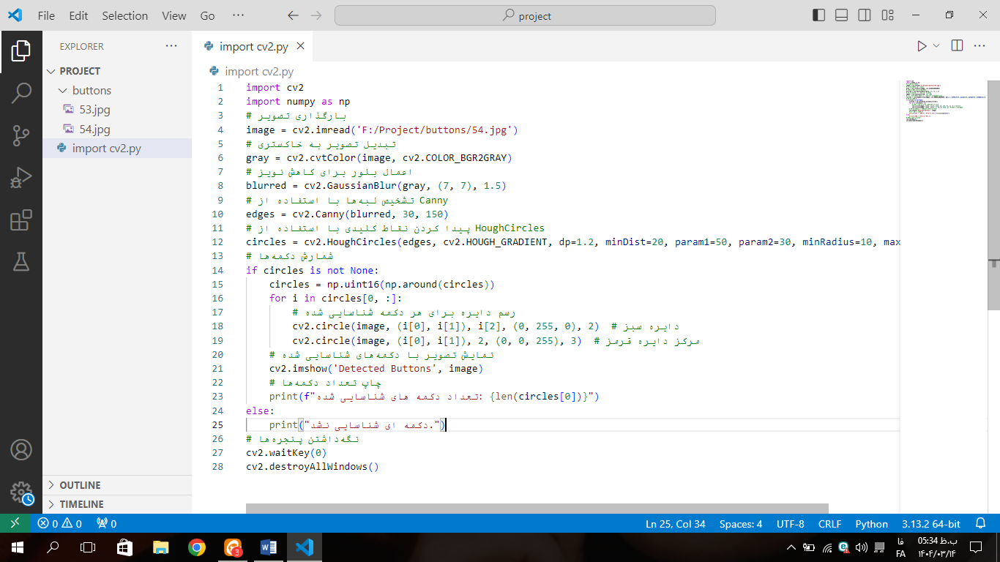 File Edit Selection View Go ··· project
EXPLORER ···
import cv2.py
PROJECT
buttons
53.jpg
54.jpg
import cv2.py
OUTLINE
TIMELINE
import cv2.py
1 import cv2
2 import numpy as np
3 # بارگذاری تصویر
4 image = cv2.imread('F:/Project/buttons/54.jpg')
5 # تبدیل تصویر به خاکستری
6 gray = cv2.cvtColor(image, cv2.COLOR_BGR2GRAY)
7 # اعمال بلور برای کاهش نویز
8 blurred = cv2.GaussianBlur(gray, (7, 7), 1.5)
9 # تشخیص لبه‌ها با استفاده از Canny
10 edges = cv2.Canny(blurred, 30, 150)
11 # پیدا کردن نقاط کلیدی با استفاده از HoughCircles
12 circles = cv2.HoughCircles(edges, cv2.HOUGH_GRADIENT, dp=1.2, minDist=20, param1=50, param2=30, minRadius=10, max
13 # شمارش دکمه‌ها
14 if circles is not None:
15 circles = np.uint16(np.around(circles))
16 for i in circles[0, :]:
17 # رسم دایره برای هر دکمه شناسایی شده
18 cv2.circle(image, (i[0], i[1]), i[2], (0, 255, 0), 2) # دایره سبز
19 cv2.circle(image, (i[0], i[1]), 2, (0, 0, 255), 3) # مرکز دایره قرمز
20 # نمایش تصویر با دکمه‌های شناسایی شده
21 cv2.imshow('Detected Buttons', image)
22 # چاپ تعداد دکمه‌ها
23 print(f"تعداد دکمه های شناسایی شده: {len(circles[0])}")
24 else:
25 print("دکمه ای شناسایی نشد.")
26 # نگه‌داشتن پنجره‌ها
27 cv2.waitKey(0)
28 cv2.destroyAllWindows()
0 0 0 Ln 25, Col 34 Spaces: 4 UTF-8 CRLF Python 3.13.2 64-bit
3 فا 05:34 ب.ظ
FA ۱۴۰۴/۰۳/۱۴